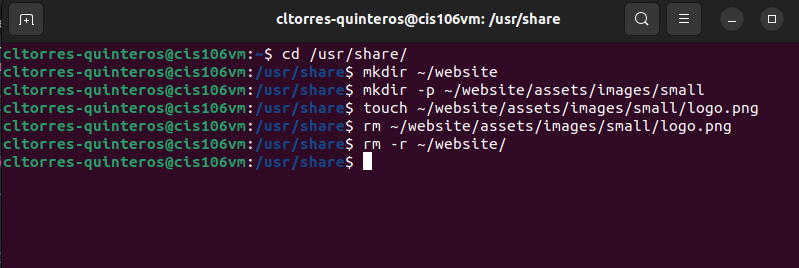 cltorres-quinteros@cis106vm: /usr/share
cltorres-quinteros@cis106vm:~$ cd /usr/share/
cltorres-quinteros@cis106vm:/usr/share$ mkdir ~/website
cltorres-quinteros@cis106vm:/usr/share$ mkdir -p ~/website/assets/images/small
cltorres-quinteros@cis106vm:/usr/share$ touch ~/website/assets/images/small/logo.png
cltorres-quinteros@cis106vm:/usr/share$ rm ~/website/assets/images/small/logo.png
cltorres-quinteros@cis106vm:/usr/share$ rm -r ~/website/
cltorres-quinteros@cis106vm:/usr/share$